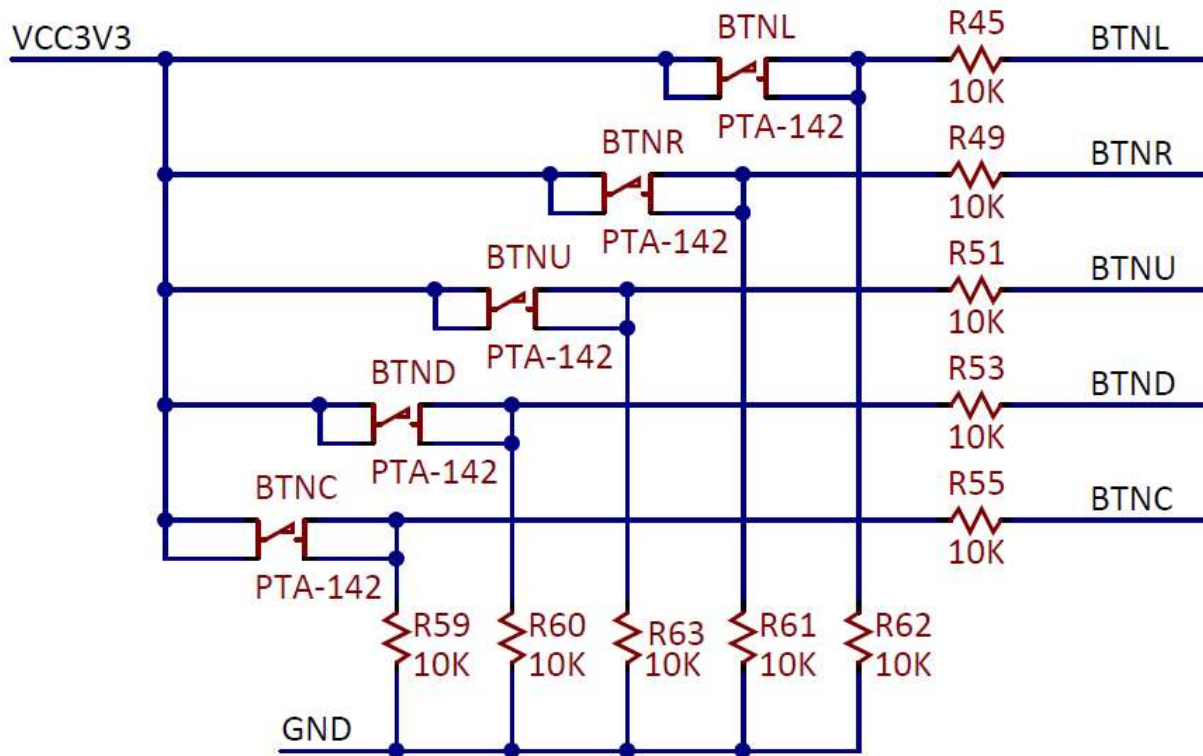 VCC3V3
BTNL
R45
BTNL
10K
PTA-142
BTNR
R49
BTNR
10K
PTA-142
BTNU
R51
BTNU
10K
PTA-142
BTND
R53
BTND
10K
PTA-142
BTNC
R55
BTNC
10K
PTA-142
R59
10K
R60
10K
R63
10K
R61
10K
R62
10K
GND